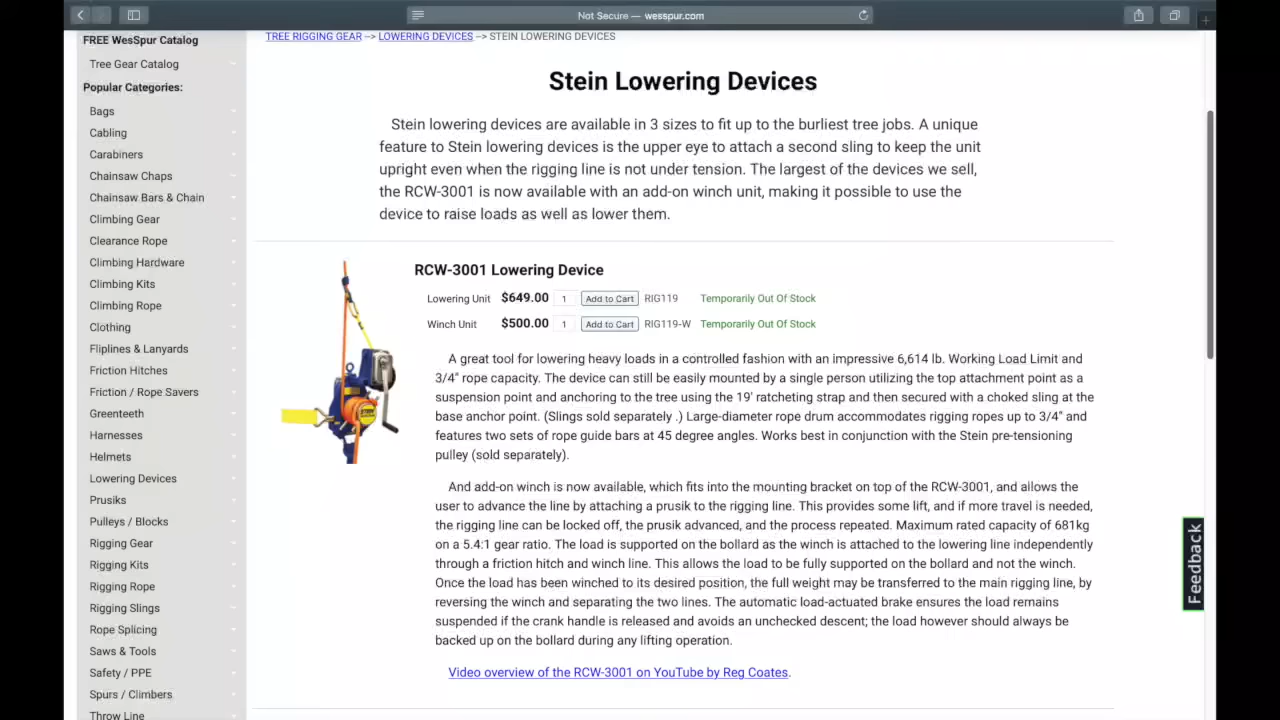 Not Secure — wesspur.com
FREE WesSpur Catalog
Tree Gear Catalog
Popular Categories:
Bags
Cabling
Carabiners
Chainsaw Chaps
Chainsaw Bars & Chain
Climbing Gear
Clearance Rope
Climbing Hardware
Climbing Kits
Climbing Rope
Clothing
Fliplines & Lanyards
Friction Hitches
Friction / Rope Savers
Greenteeth
Harnesses
Helmets
Lowering Devices
Prusiks
Pulleys / Blocks
Rigging Gear
Rigging Kits
Rigging Rope
Rigging Slings
Rope Splicing
Saws & Tools
Safety / PPE
Spurs / Climbers
Throw Line
TREE RIGGING GEAR --> LOWERING DEVICES --> STEIN LOWERING DEVICES
Stein Lowering Devices
Stein lowering devices are available in 3 sizes to fit up to the burliest tree jobs. A unique
feature to Stein lowering devices is the upper eye to attach a second sling to keep the unit
upright even when the rigging line is not under tension. The largest of the devices we sell,
the RCW-3001 is now available with an add-on winch unit, making it possible to use the
device to raise loads as well as lower them.
RCW-3001 Lowering Device
Lowering Unit $649.00 1 Add to Cart RIG119 Temporarily Out Of Stock
Winch Unit $500.00 1 Add to Cart RIG119-W Temporarily Out Of Stock
A great tool for lowering heavy loads in a controlled fashion with an impressive 6,614 lb. Working Load Limit and
3/4" rope capacity. The device can still be easily mounted by a single person utilizing the top attachment point as a
suspension point and anchoring to the tree using the 19' ratcheting strap and then secured with a choked sling at the
base anchor point. (Slings sold separately .) Large-diameter rope drum accommodates rigging ropes up to 3/4" and
features two sets of rope guide bars at 45 degree angles. Works best in conjunction with the Stein pre-tensioning
pulley (sold separately).
And add-on winch is now available, which fits into the mounting bracket on top of the RCW-3001, and allows the
user to advance the line by attaching a prusik to the rigging line. This provides some lift, and if more travel is needed,
the rigging line can be locked off, the prusik advanced, and the process repeated. Maximum rated capacity of 681kg
on a 5.4:1 gear ratio. The load is supported on the bollard as the winch is attached to the lowering line independently
through a friction hitch and winch line. This allows the load to be fully supported on the bollard and not the winch.
Once the load has been winched to its desired position, the full weight may be transferred to the main rigging line, by
reversing the winch and separating the two lines. The automatic load-actuated brake ensures the load remains
suspended if the crank handle is released and avoids an unchecked descent; the load however should always be
backed up on the bollard during any lifting operation.
Video overview of the RCW-3001 on YouTube by Reg Coates.
Feedback